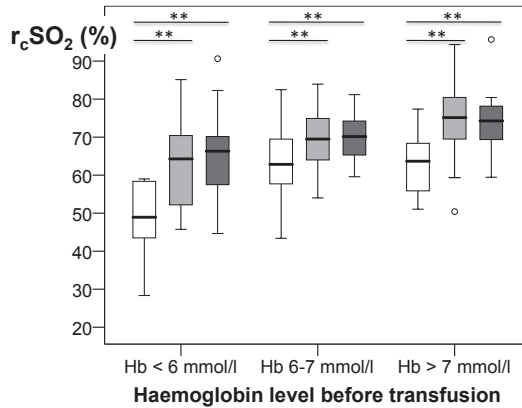 r_cSO_2 (%)
** ** **
** ** **
90
80
70
60
50
40
30
20
Hb < 6 mmol/l Hb 6-7 mmol/l Hb > 7 mmol/l
Haemoglobin level before transfusion